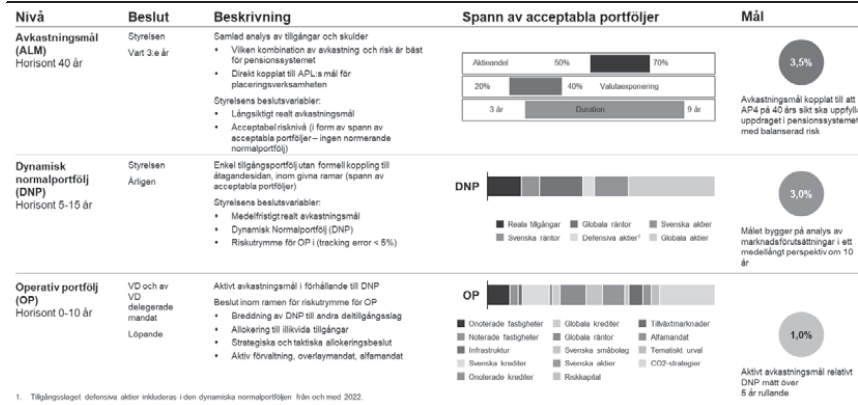 Nivå
Beslut
Beskrivning
Spann av acceptabla portföljer
Mål
Avkastningsmål
(ALM)
Horisont 40 år
Styrelsen
Vart 3:e år
Samlad analys av tillgångar och skulder
• Vilken kombination av avkastning och risk är bäst
för pensionssystemet
• Direkt kopplat till APL:s mål för
placeringsverksamheten
Styrelsens beslutsvariabler:
• Långsiktigt realt avkastningsmål
• Acceptabel risknivå (i form av spann av
acceptabla portföljer – ingen normerande
normalportfölj)
Aktieandel 50% 70%
20% 40% Valutaexponering
3 år Duration 9 år
3,5%
Avkastningsmål kopplat till att
AP4 på 40 års sikt ska uppfylla
uppdraget i pensionssystemet
med balanserad risk
Dynamisk
normalportfölj
(DNP)
Horisont 5-15 år
Styrelsen
Årligen
Enkel tillgångsportfölj utan formell koppling till
åtagandesidan, inom givna ramar (spann av
acceptabla portföljer)
Styrelsens beslutsvariabler:
• Medelfristigt realt avkastningsmål
• Dynamisk Normalportfölj (DNP)
• Riskutrymme för OP i (tracking error < 5%)
DNP
Reala tillgångar Globala räntor Svenska aktier
Svenska räntor Defensiva aktier¹ Globala aktier
3,0%
Målet bygger på analys av
marknadsförutsättningar i ett
medellångt perspektiv om 10
år
Operativ portfölj
(OP)
Horisont 0-10 år
VD och av
VD
delegerade
mandat
Löpande
Aktivt avkastningsmål i förhållande till DNP
Beslut inom ramen för riskutrymme för OP
• Breddning av DNP till andra deltillgångsslag
• Allokering till illikvida tillgångar
• Strategiska och taktiska allokeringsbeslut
• Aktiv förvaltning, overlaymandat, alfamandat
OP
Onoterade fastigheter Globala krediter Tillväxtmarknader
Noterade fastigheter Globala räntor Alfamandat
Infrastruktur Svenska småbolag Tematiskt urval
Svenska krediter Svenska aktier CO2-strategier
Onoterade krediter Riskkapital
1,0%
Aktivt avkastningsmål relativt
DNP mätt över
5 år rullande
1. Tillgångsslaget defensiva aktier inkluderas i den dynamiska normalportföljen från och med 2022.